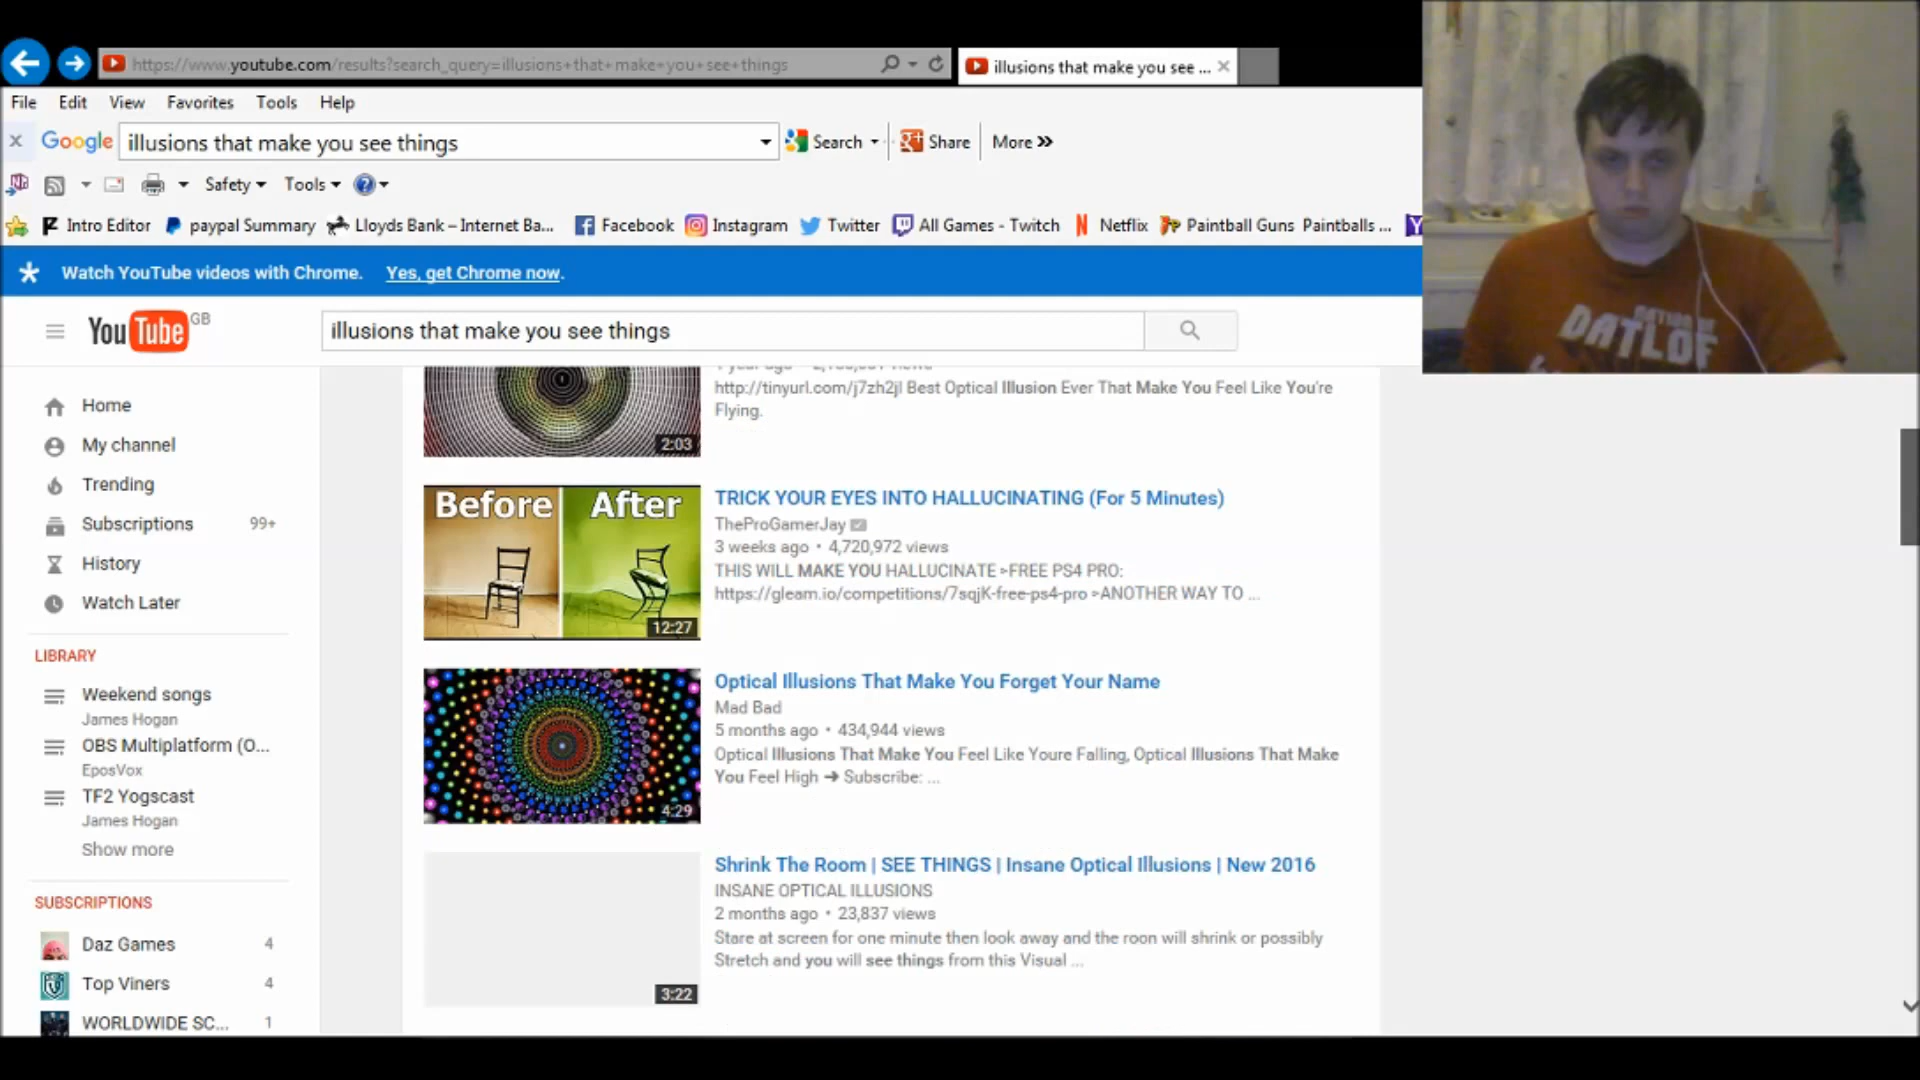 https://www.youtube.com/results?search_query=illusions+that+make+you+see+things
illusions that make you see ...
File Edit View Favorites Tools Help
Google illusions that make you see things Search Share More »
Safety Tools
Intro Editor paypal Summary Lloyds Bank – Internet Ba... Facebook Instagram Twitter All Games - Twitch Netflix Paintball Guns Paintballs ...
Watch YouTube videos with Chrome. Yes, get Chrome now.
YouTube GB
illusions that make you see things
Home
My channel
Trending
Subscriptions 99+
History
Watch Later
LIBRARY
Weekend songs
James Hogan
OBS Multiplatform (O...
EposVox
TF2 Yogscast
James Hogan
Show more
SUBSCRIPTIONS
Daz Games 4
Top Viners 4
WORLDWIDE SC... 1
http://tinyurl.com/j7zh2jl Best Optical Illusion Ever That Make You Feel Like You're
Flying.
2:03
Before After
12:27
TRICK YOUR EYES INTO HALLUCINATING (For 5 Minutes)
TheProGamerJay
3 weeks ago • 4,720,972 views
THIS WILL MAKE YOU HALLUCINATE ▻FREE PS4 PRO:
https://gleam.io/competitions/7sqjK-free-ps4-pro ▻ANOTHER WAY TO ...
4:29
Optical Illusions That Make You Forget Your Name
Mad Bad
5 months ago • 434,944 views
Optical Illusions That Make You Feel Like Youre Falling, Optical Illusions That Make
You Feel High ➔ Subscribe: ...
3:22
Shrink The Room | SEE THINGS | Insane Optical Illusions | New 2016
INSANE OPTICAL ILLUSIONS
2 months ago • 23,837 views
Stare at screen for one minute then look away and the roon will shrink or possibly
Stretch and you will see things from this Visual ...
DATLOF